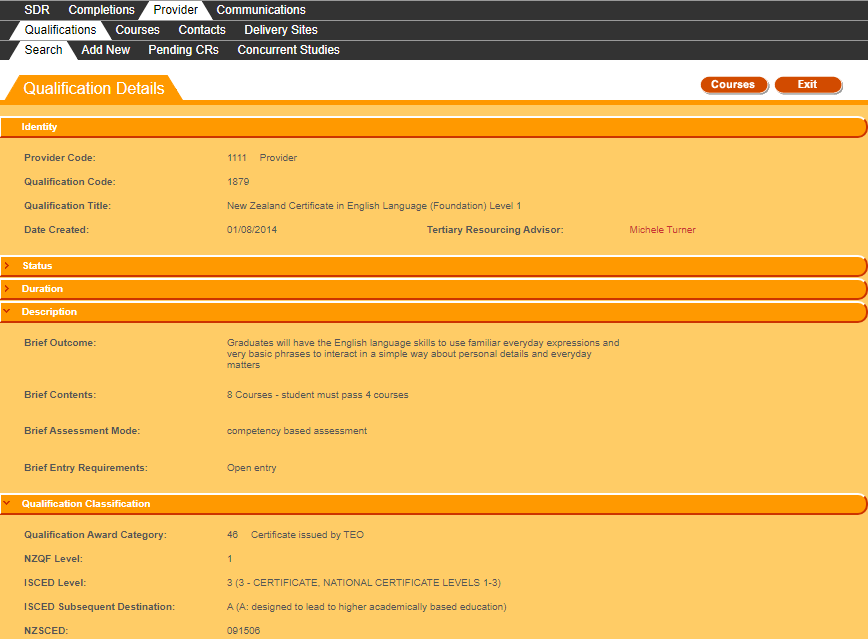 SDR Completions Provider Communications
Qualifications Courses Contacts Delivery Sites
Search Add New Pending CRs Concurrent Studies
Qualification Details Courses Exit
Identity
Provider Code: 1111 Provider
Qualification Code: 1879
Qualification Title: New Zealand Certificate in English Language (Foundation) Level 1
Date Created: 01/08/2014 Tertiary Resourcing Advisor: Michele Turner
Status
Duration
Description
Brief Outcome: Graduates will have the English language skills to use familiar everyday expressions and
very basic phrases to interact in a simple way about personal details and everyday
matters
Brief Contents: 8 Courses - student must pass 4 courses
Brief Assessment Mode: competency based assessment
Brief Entry Requirements: Open entry
Qualification Classification
Qualification Award Category: 46 Certificate issued by TEO
NZQF Level: 1
ISCED Level: 3 (3 - CERTIFICATE, NATIONAL CERTIFICATE LEVELS 1-3)
ISCED Subsequent Destination: A (A: designed to lead to higher academically based education)
NZSCED: 091506